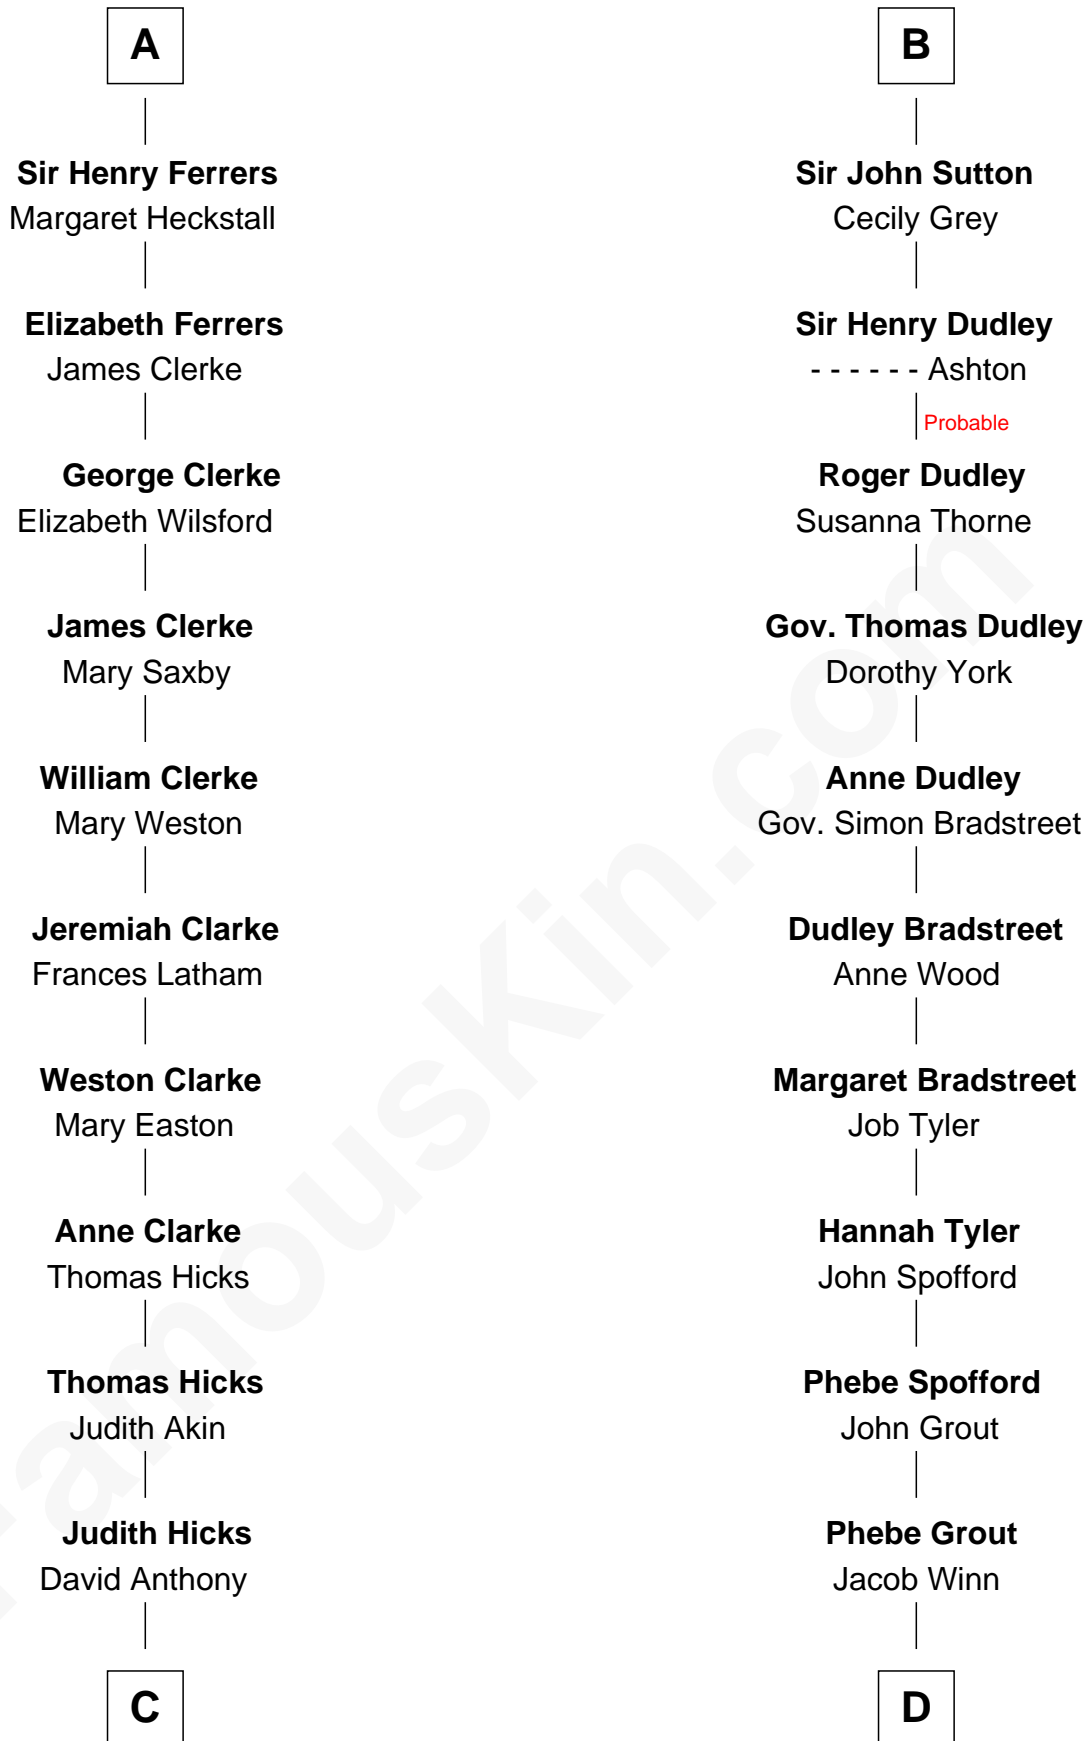 A
Sir Henry Ferrers
Margaret Heckstall
Elizabeth Ferrers
James Clerke
George Clerke
Elizabeth Wilsford
James Clerke
Mary Saxby
William Clerke
Mary Weston
Jeremiah Clarke
Frances Latham
Weston Clarke
Mary Easton
Anne Clarke
Thomas Hicks
Thomas Hicks
Judith Akin
Judith Hicks
David Anthony
C
B
Sir John Sutton
Cecily Grey
Sir Henry Dudley
- - - - - - Ashton
Probable
Roger Dudley
Susanna Thorne
Gov. Thomas Dudley
Dorothy York
Anne Dudley
Gov. Simon Bradstreet
Dudley Bradstreet
Anne Wood
Margaret Bradstreet
Job Tyler
Hannah Tyler
John Spofford
Phebe Spofford
John Grout
Phebe Grout
Jacob Winn
D
FamousKin.com